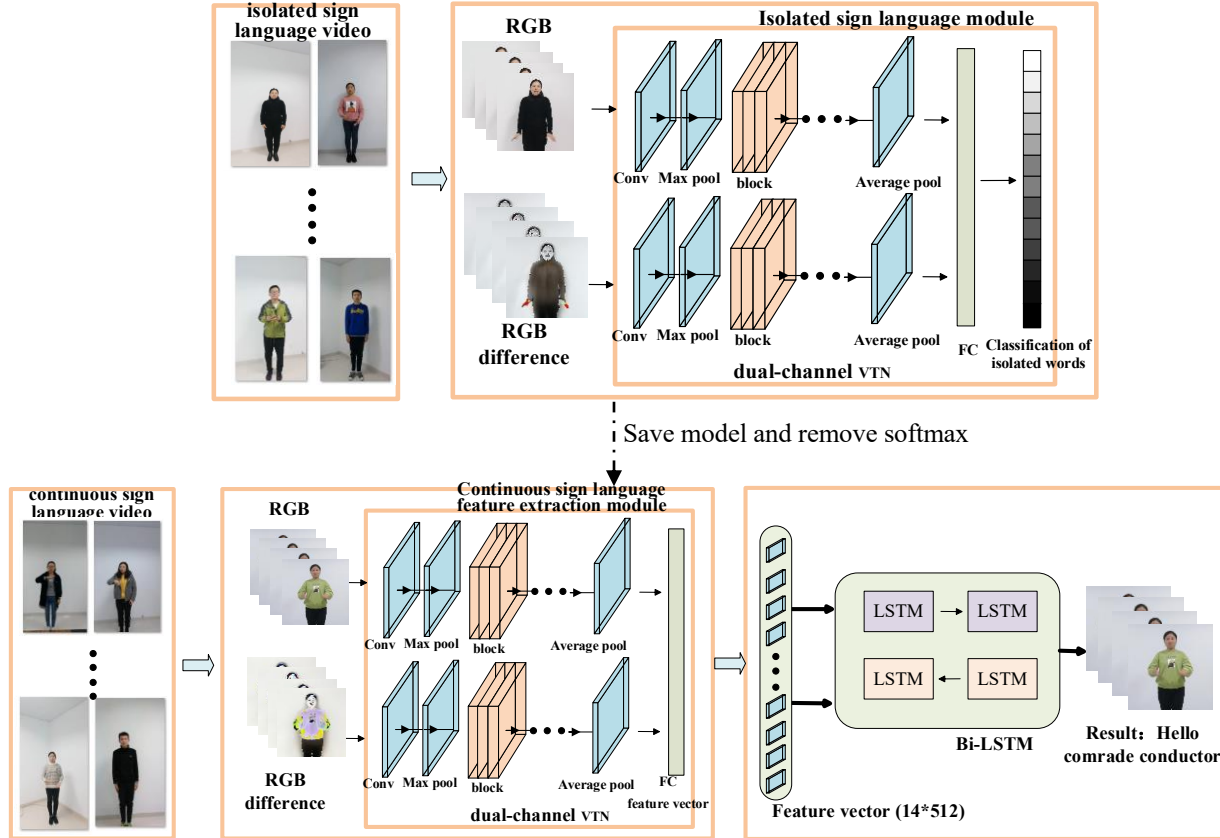 isolated sign
language video
RGB
Isolated sign language module
Conv
Max pool
block
Average pool
RGB
difference
Conv
Max pool
block
Average pool
FC
Classification of
isolated words
dual-channel VTN
Save model and remove softmax
continuous sign
language video
RGB
Continuous sign language
feature extraction module
Conv
Max pool
block
Average pool
RGB
difference
Conv
Max pool
block
Average pool
FC
feature vector
dual-channel VTN
LSTM
LSTM
LSTM
LSTM
Bi-LSTM
Feature vector (14*512)
Result：Hello
comrade conductor